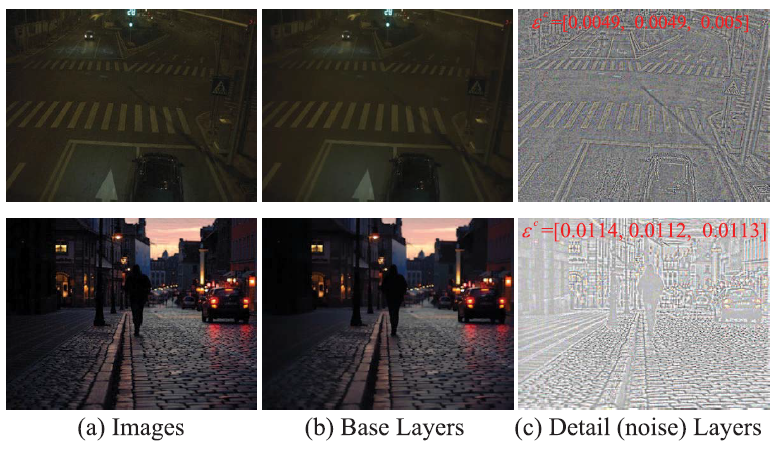 ε^c=[0.0049, 0.0049, 0.005]
ε^c=[0.0114, 0.0112, 0.0113]
(a) Images
(b) Base Layers
(c) Detail (noise) Layers